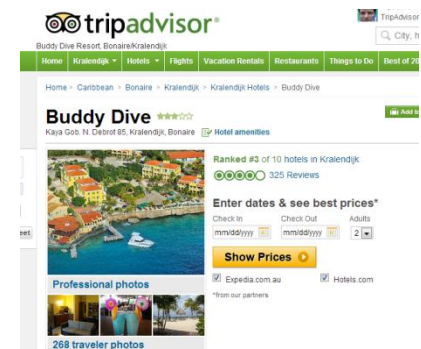 tripadvisor®
TripAdvisor
City, h
Buddy Dive Resort, Bonaire/Kralendijk
Home Kralendijk Hotels Flights Vacation Rentals Restaurants Things to Do Best of 20
Home > Caribbean > Bonaire > Kralendijk > Kralendijk Hotels > Buddy Dive
Buddy Dive
Add to
Kaya Gob. N. Debrot 85, Kralendijk, Bonaire Hotel amenities
Ranked #3 of 10 hotels in Kralendijk
325 Reviews
Enter dates & see best prices*
Check In Check Out Adults
mm/dd/yyyy mm/dd/yyyy 2
eet
Show Prices
Expedia.com.au Hotels.com
*from our partners
Professional photos
268 traveler photos